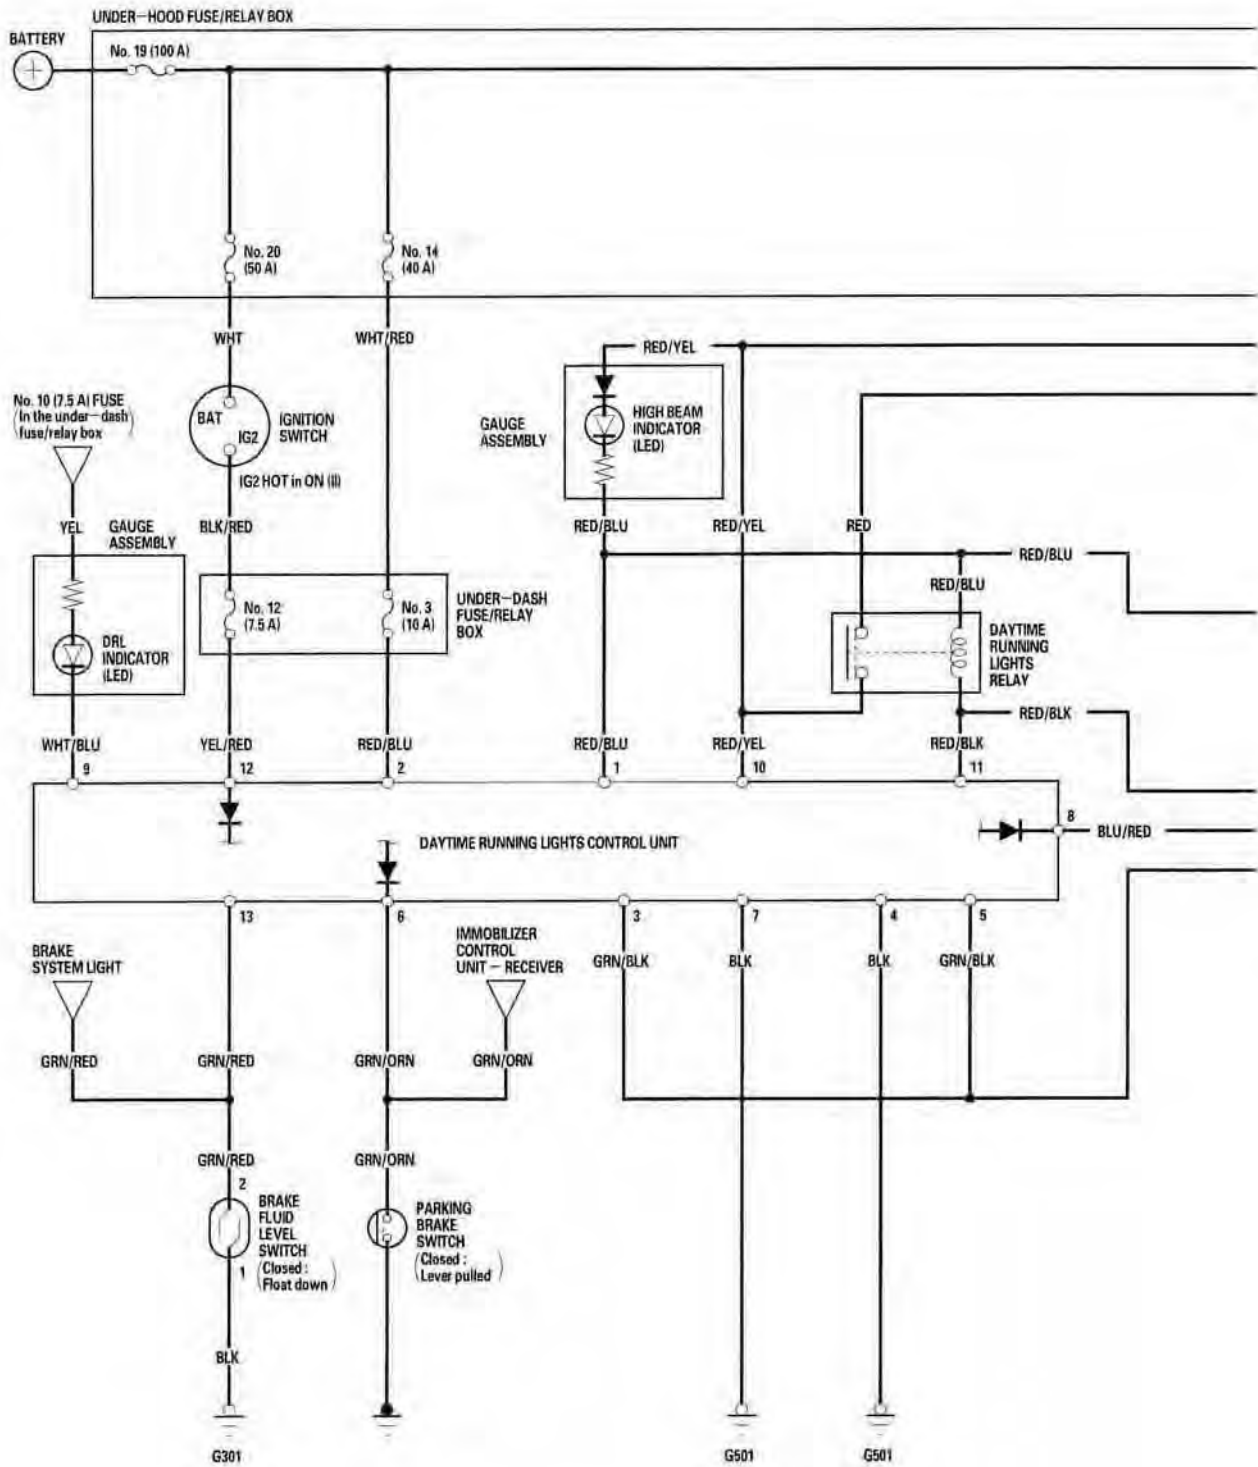 UNDER-HOOD FUSE/RELAY BOX
BATTERY
No. 19 (100 A)
No. 20
(50 A)
No. 14
(40 A)
WHT
WHT/RED
RED/YEL
No. 10 (7.5 A) FUSE
(In the under-dash
fuse/relay box)
BAT
IG2
IGNITION
SWITCH
IG2 HOT in ON (II)
GAUGE
ASSEMBLY
HIGH BEAM
INDICATOR
(LED)
YEL
GAUGE
ASSEMBLY
BLK/RED
RED/BLU
RED/YEL
RED
RED/BLU
RED/BLU
No. 12
(7.5 A)
No. 3
(10 A)
UNDER-DASH
FUSE/RELAY
BOX
DRL
INDICATOR
(LED)
DAYTIME
RUNNING
LIGHTS
RELAY
RED/BLK
WHT/BLU
YEL/RED
RED/BLU
RED/BLU
RED/YEL
RED/BLK
9
12
2
1
10
11
8
BLU/RED
DAYTIME RUNNING LIGHTS CONTROL UNIT
13
6
3
7
4
5
BRAKE
SYSTEM LIGHT
IMMOBILIZER
CONTROL
UNIT - RECEIVER
GRN/BLK
BLK
BLK
GRN/BLK
GRN/RED
GRN/RED
GRN/ORN
GRN/ORN
GRN/RED
GRN/ORN
2
BRAKE
FLUID
LEVEL
SWITCH
(Closed :
Float down)
1
PARKING
BRAKE
SWITCH
(Closed :
Lever pulled)
BLK
G301
G501
G501